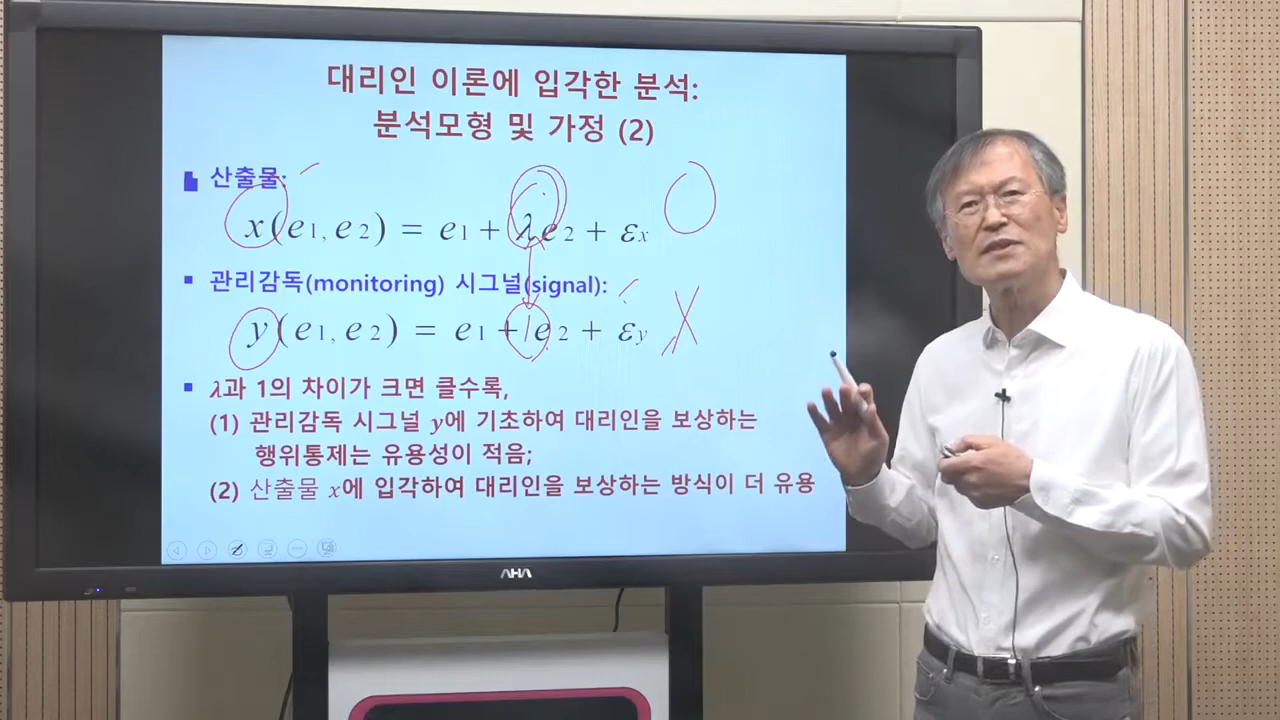 대리인 이론에 입각한 분석:
분석모형 및 가정 (2)
산출물:
x(e1, e2) = e1 + λe2 + εx
관리감독(monitoring) 시그널(signal):
y(e1, e2) = e1 + e2 + εy
λ과 1의 차이가 크면 클수록,
(1) 관리감독 시그널 y에 기초하여 대리인을 보상하는
행위통제는 유용성이 적음;
(2) 산출물 x에 입각하여 대리인을 보상하는 방식이 더 유용
AHA